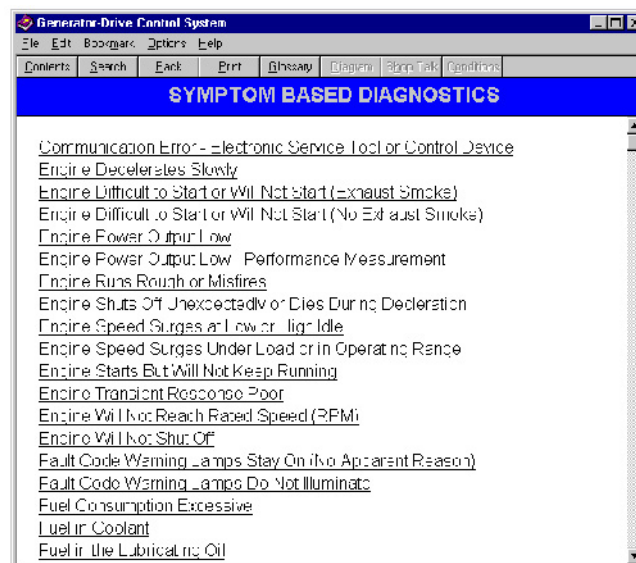 Generator-Drive Control System
File Edit Bookmark Options Help
Contents Search Back Print Glossary Diagram Shop Talk Conditions
SYMPTOM BASED DIAGNOSTICS
Communication Error - Electronic Service Tool or Control Device
Engine Decelerates Slowly
Engine Difficult to Start or Will Not Start (Exhaust Smoke)
Engine Difficult to Start or Will Not Start (No Exhaust Smoke)
Engine Power Output Low
Engine Power Output Low - Performance Measurement
Engine Runs Rough or Misfires
Engine Shuts Off Unexpectedly or Dies During Decleration
Engine Speed Surges at Low or High Idle
Engine Speed Surges Under Load or in Operating Range
Engine Starts But Will Not Keep Running
Engine Transient Response Poor
Engine Will Not Reach Rated Speed (RPM)
Engine Will Not Shut Off
Fault Code Warning Lamps Stay On (No Apparent Reason)
Fault Code Warning Lamps Do Not Illuminate
Fuel Consumption Excessive
Fuel in Coolant
Fuel in the Lubricating Oil